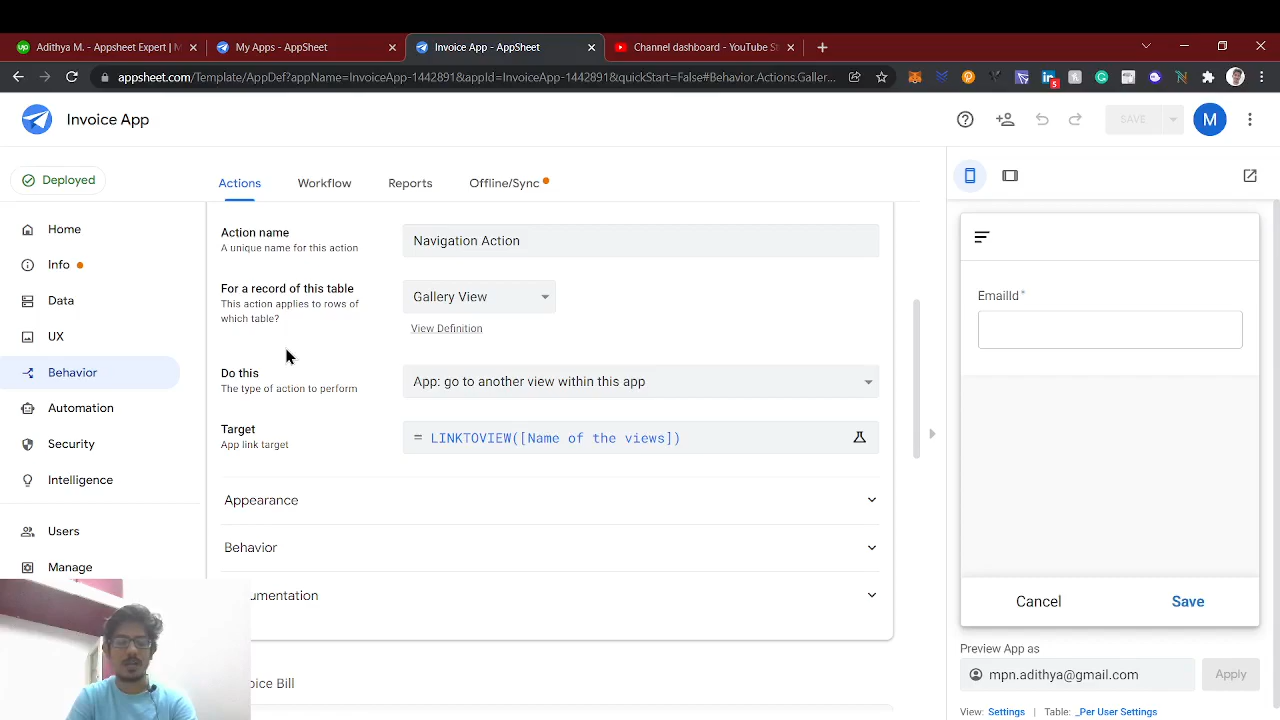 Adithya M. - Appsheet Expert | M
My Apps - AppSheet
Invoice App - AppSheet
Channel dashboard - YouTube St
appsheet.com/Template/AppDef?appName=InvoiceApp-1442891&appId=InvoiceApp-1442891&quickStart=False#Behavior.Actions.Galler...
5
Invoice App
SAVE
M
Deployed
Actions
Workflow
Reports
Offline/Sync
Home
Info
Data
UX
Behavior
Automation
Security
Intelligence
Users
Manage
Action name
A unique name for this action
Navigation Action
For a record of this table
This action applies to rows of
which table?
Gallery View
View Definition
Do this
The type of action to perform
App: go to another view within this app
Target
App link target
= LINKTOVIEW([Name of the views])
Appearance
Behavior
umentation
oice Bill
EmailId*
Cancel
Save
Preview App as
mpn.adithya@gmail.com
Apply
View: Settings | Table: _Per User Settings